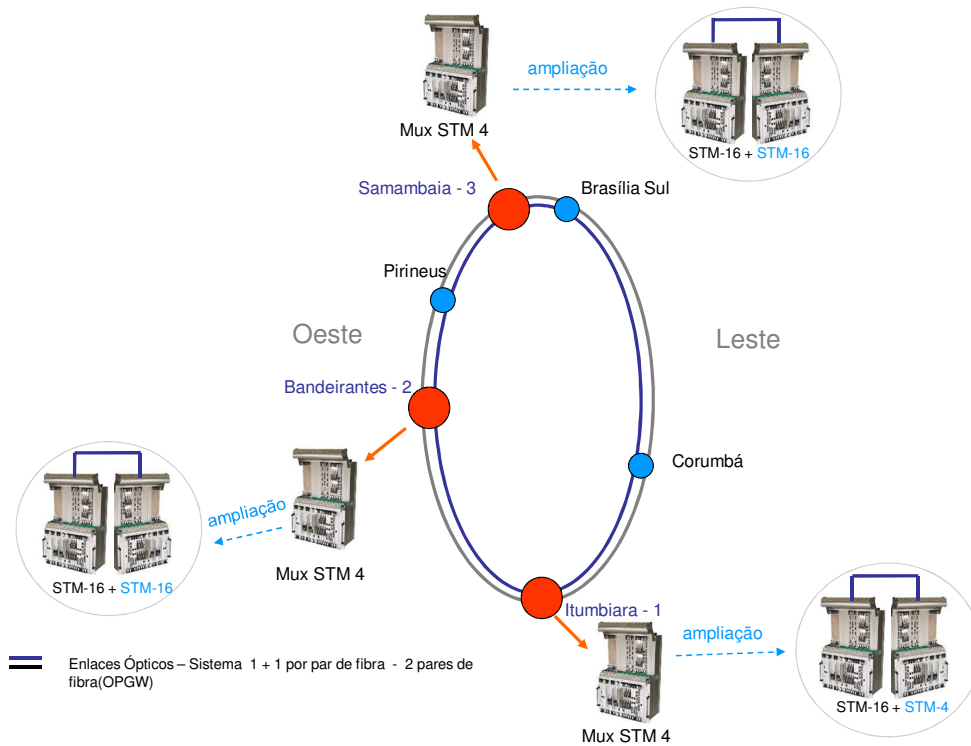 ampliação
Mux STM 4
STM-16 + STM-16
Samambaia - 3
Brasília Sul
Pirineus
Oeste
Leste
Bandeirantes - 2
Corumbá
ampliação
Mux STM 4
STM-16 + STM-16
Itumbiara - 1
ampliação
Mux STM 4
STM-16 + STM-4
Enlaces Ópticos – Sistema 1 + 1 por par de fibra - 2 pares de
fibra(OPGW)